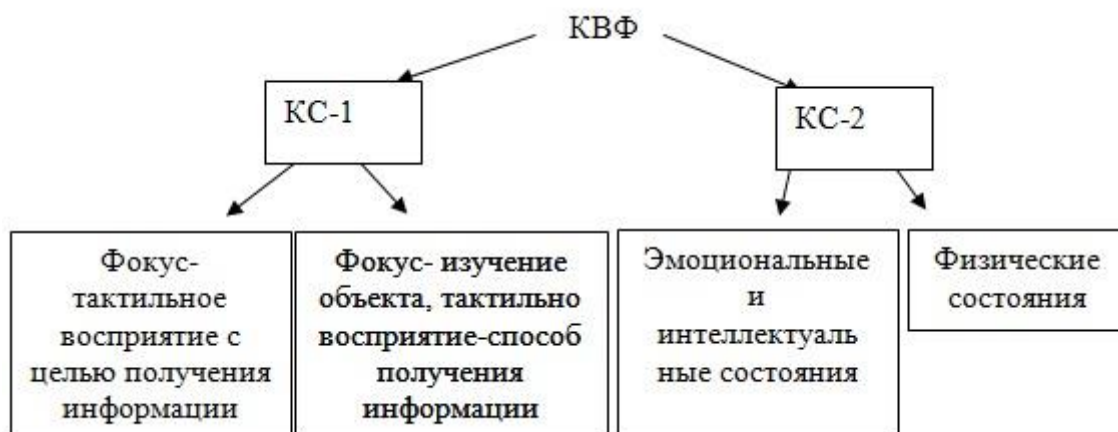 КВФ
КС-1
КС-2
Фокус-
тактильное
восприятие с
целью получения
информации
Фокус- изучение
объекта, тактильно
восприятие-способ
получения
информации
Эмоциональные
и
интеллектуаль
ные состояния
Физические
состояния